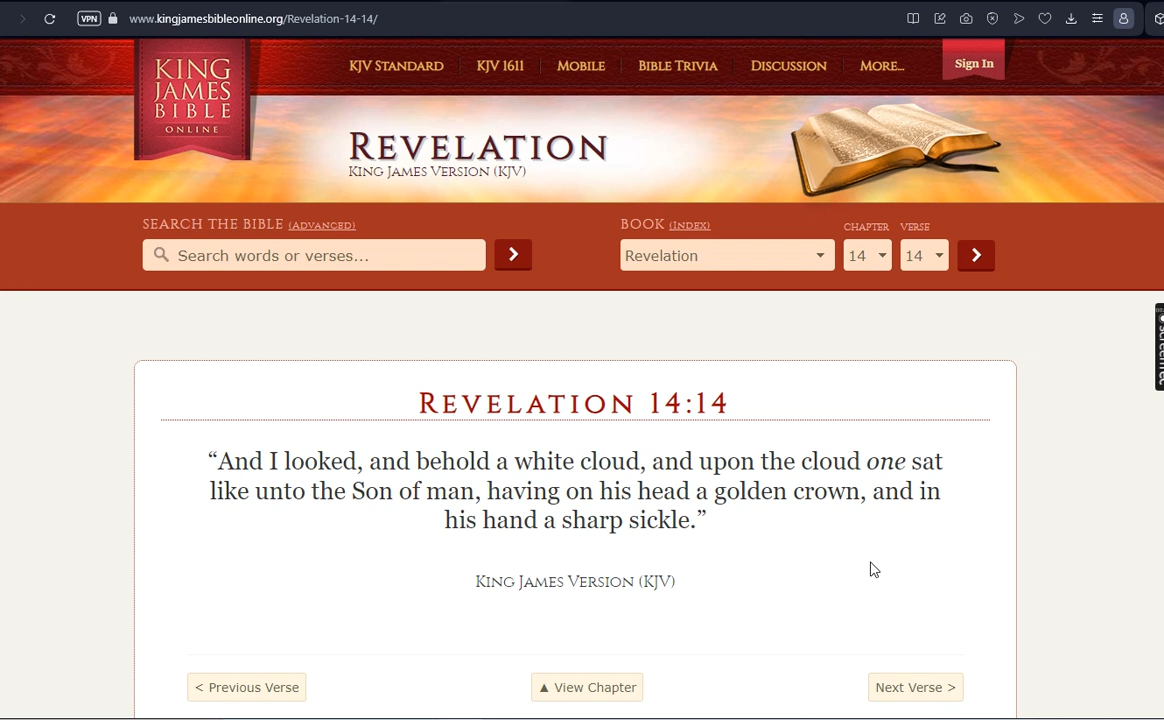 VPN www.kingjamesbibleonline.org/Revelation-14-14/
KING JAMES BIBLE ONLINE
KJV STANDARD KJV 1611 MOBILE BIBLE TRIVIA DISCUSSION MORE... Sign In
REVELATION
KING JAMES VERSION (KJV)
SEARCH THE BIBLE (ADVANCED) BOOK (INDEX) CHAPTER VERSE
Search words or verses... Revelation 14 14
REVELATION 14:14
“And I looked, and behold a white cloud, and upon the cloud one sat
like unto the Son of man, having on his head a golden crown, and in
his hand a sharp sickle.”
KING JAMES VERSION (KJV)
< Previous Verse ▲ View Chapter Next Verse >